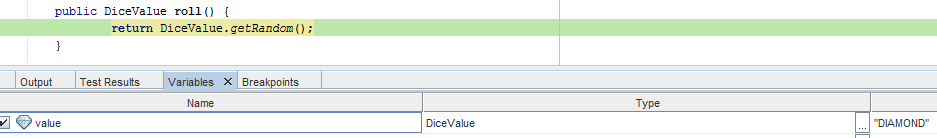 public DiceValue roll() {
return DiceValue.getRandom();
}
Output Test Results Variables X Breakpoints
Name Type
value DiceValue ... "DIAMOND"